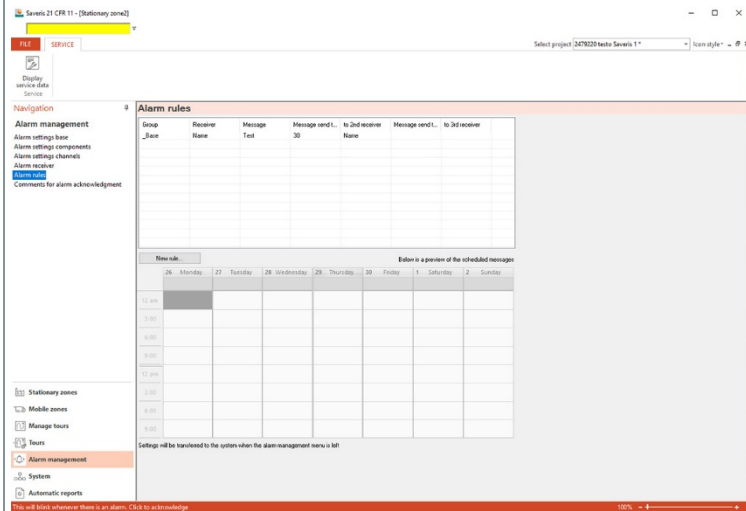 Saveris 21 CFR 11 - [Stationary zone2]
FILE SERVICE Select project 2479220 testo Saveris 1 * Icon style
Display
service data
Service
Navigation
Alarm management
Alarm settings base
Alarm settings components
Alarm settings channels
Alarm receiver
Alarm rules
Comments for alarm acknowledgment
Stationary zones
Mobile zones
Manage tours
Tours
Alarm management
System
Automatic reports
Alarm rules
Group Receiver Message Message send t... to 2nd receiver Message send t... to 3rd receiver
_Base Name Test 30 Name
New rule... Below is a preview of the scheduled messages
26 Monday 27 Tuesday 28 Wednesday 29 Thursday 30 Friday 1 Saturday 2 Sunday
12 am
3:00
6:00
9:00
12 pm
3:00
6:00
9:00
Settings will be transferred to the system when the alarm management menu is left
This will blink whenever there is an alarm. Click to acknowledge 100%